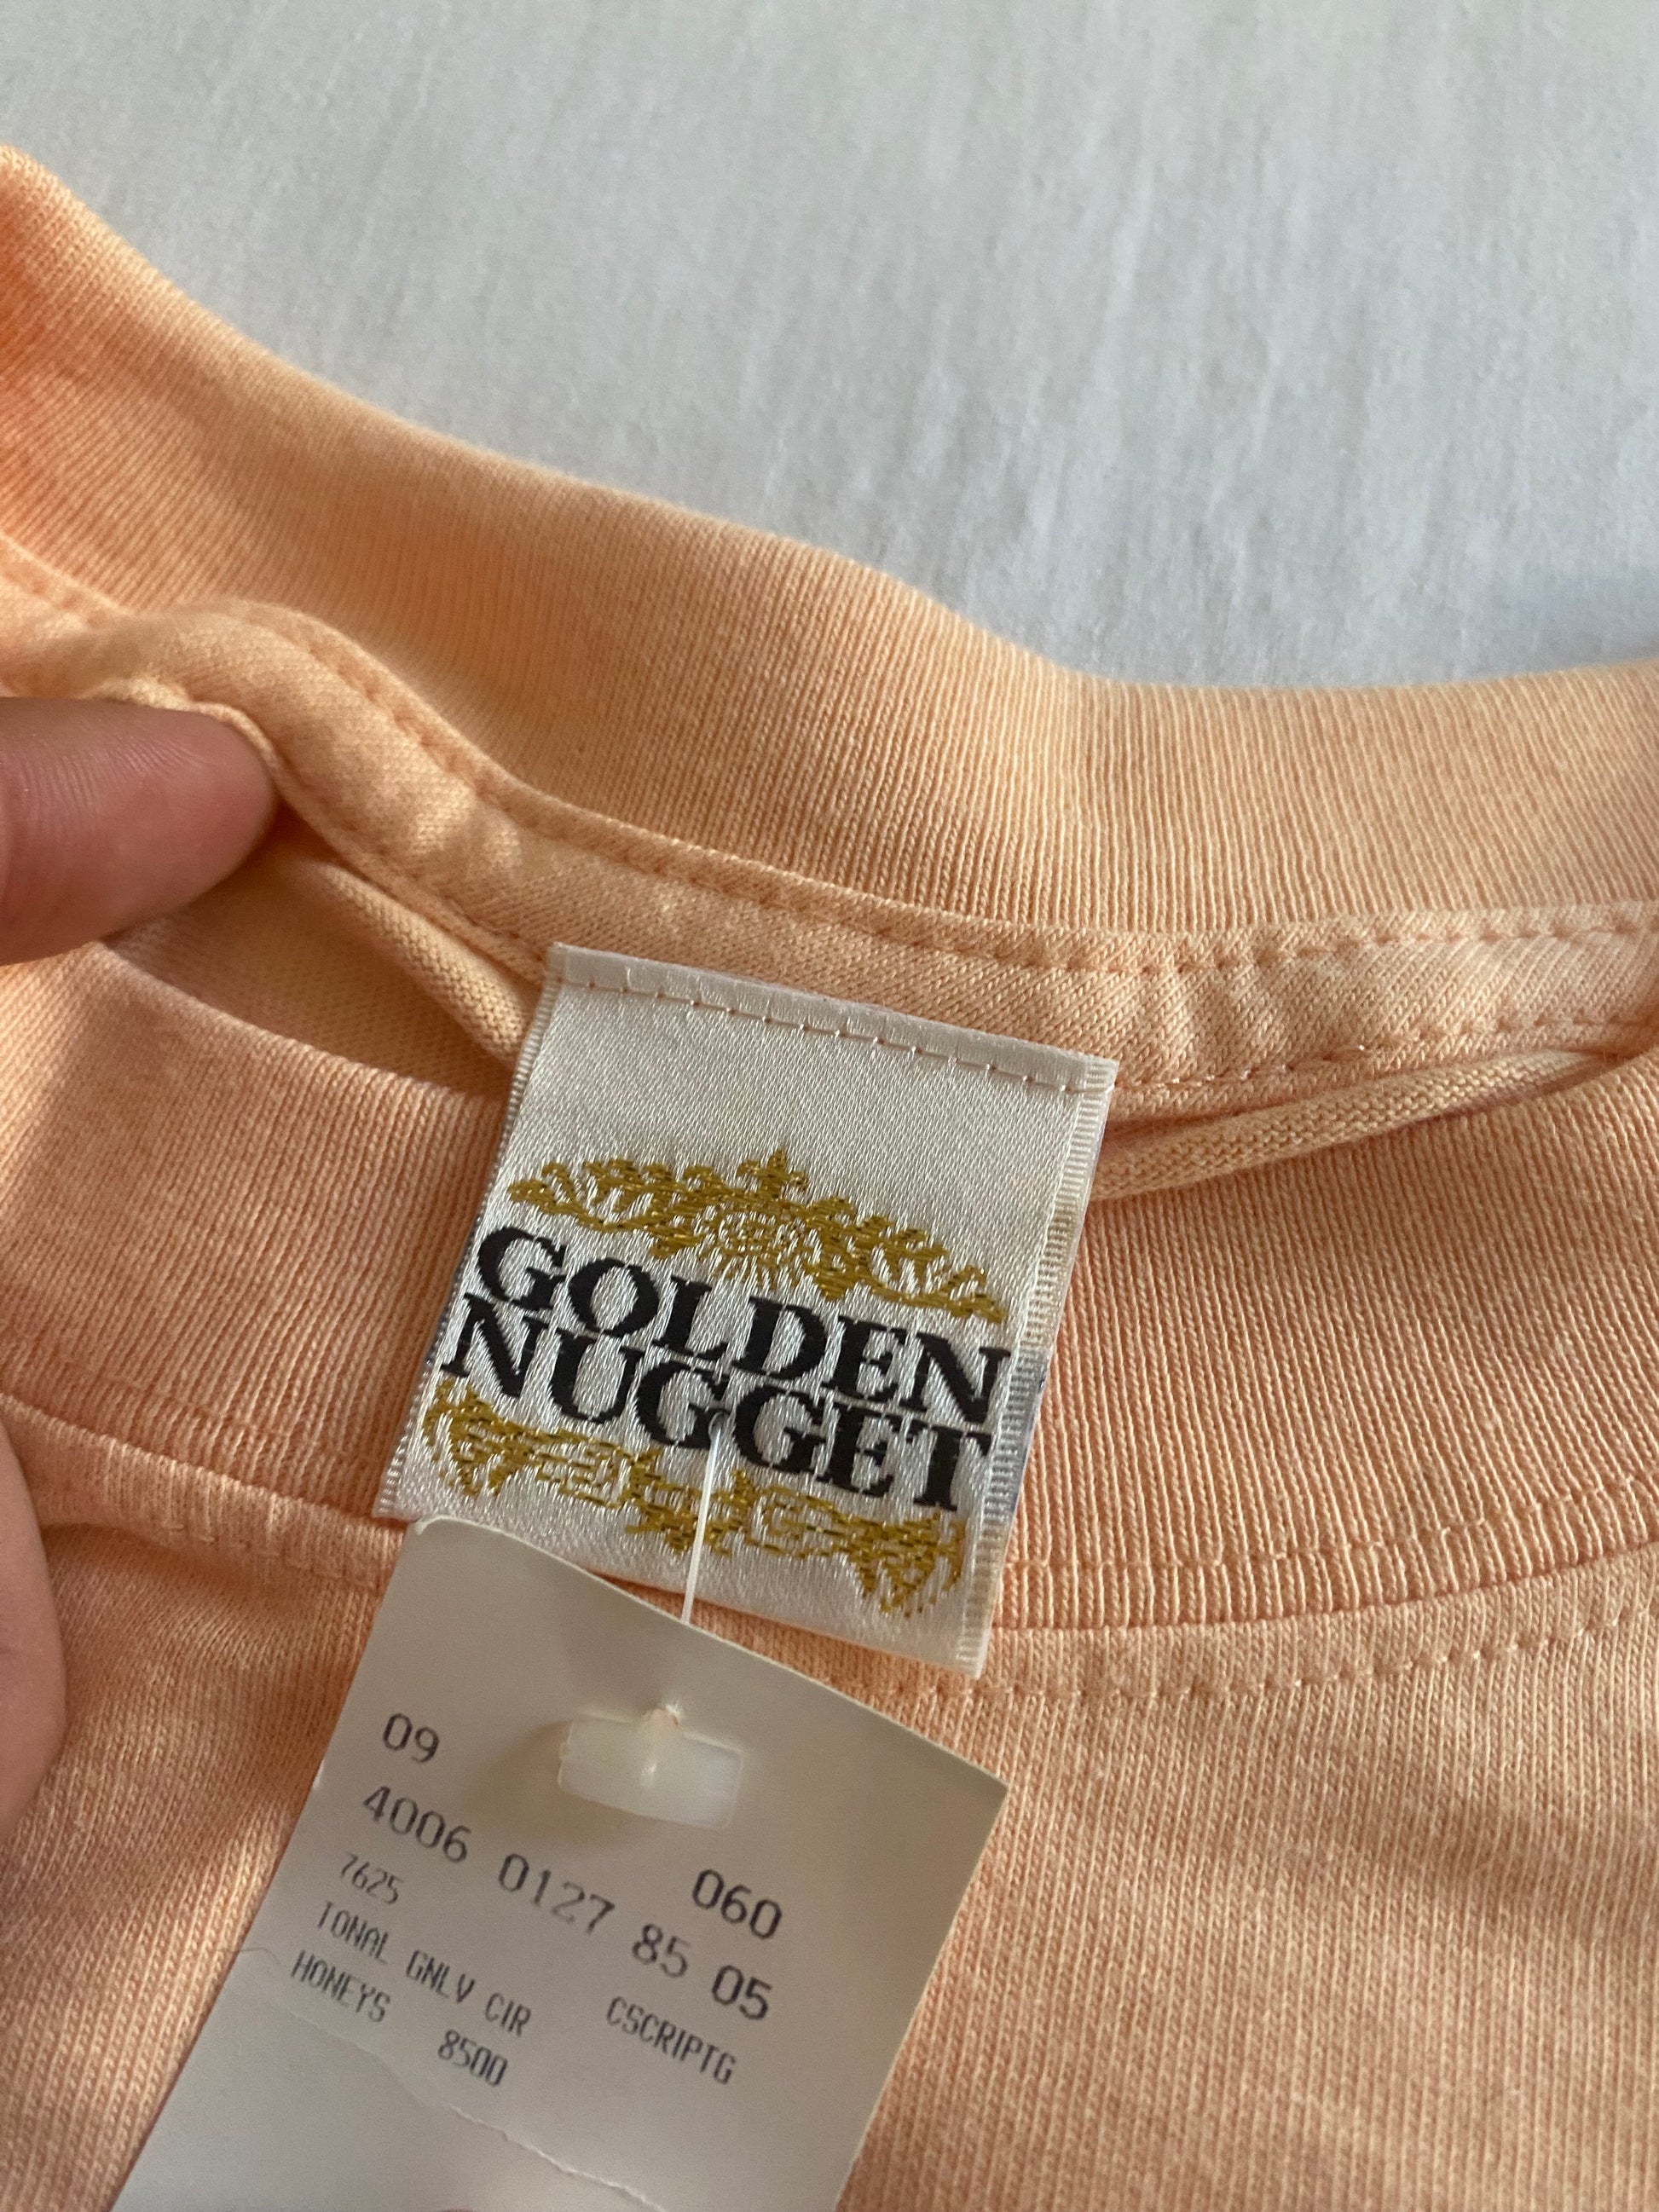 GOLDEN
NUGGET
09
060
4006 0127 85 05
7625
TONAL GNLV CIR CSCRIPTG
HONEYS 8500